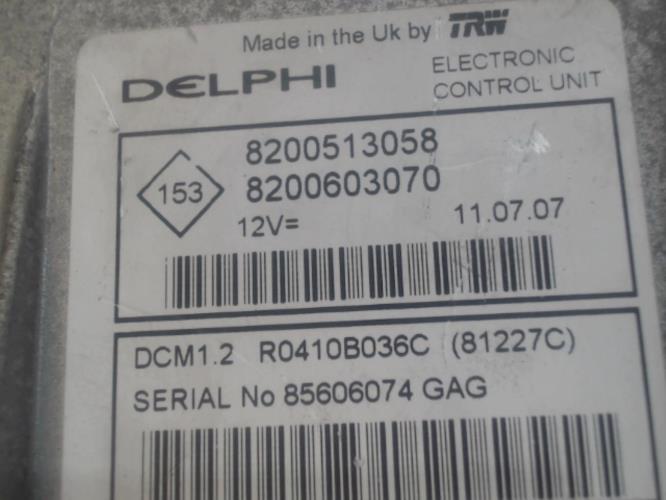 Made in the Uk by TRW
DELPHI
ELECTRONIC
CONTROL UNIT
153
8200513058
8200603070
12V=
11.07.07
DCM1.2 R0410B036C (81227C)
SERIAL No 85606074 GAG